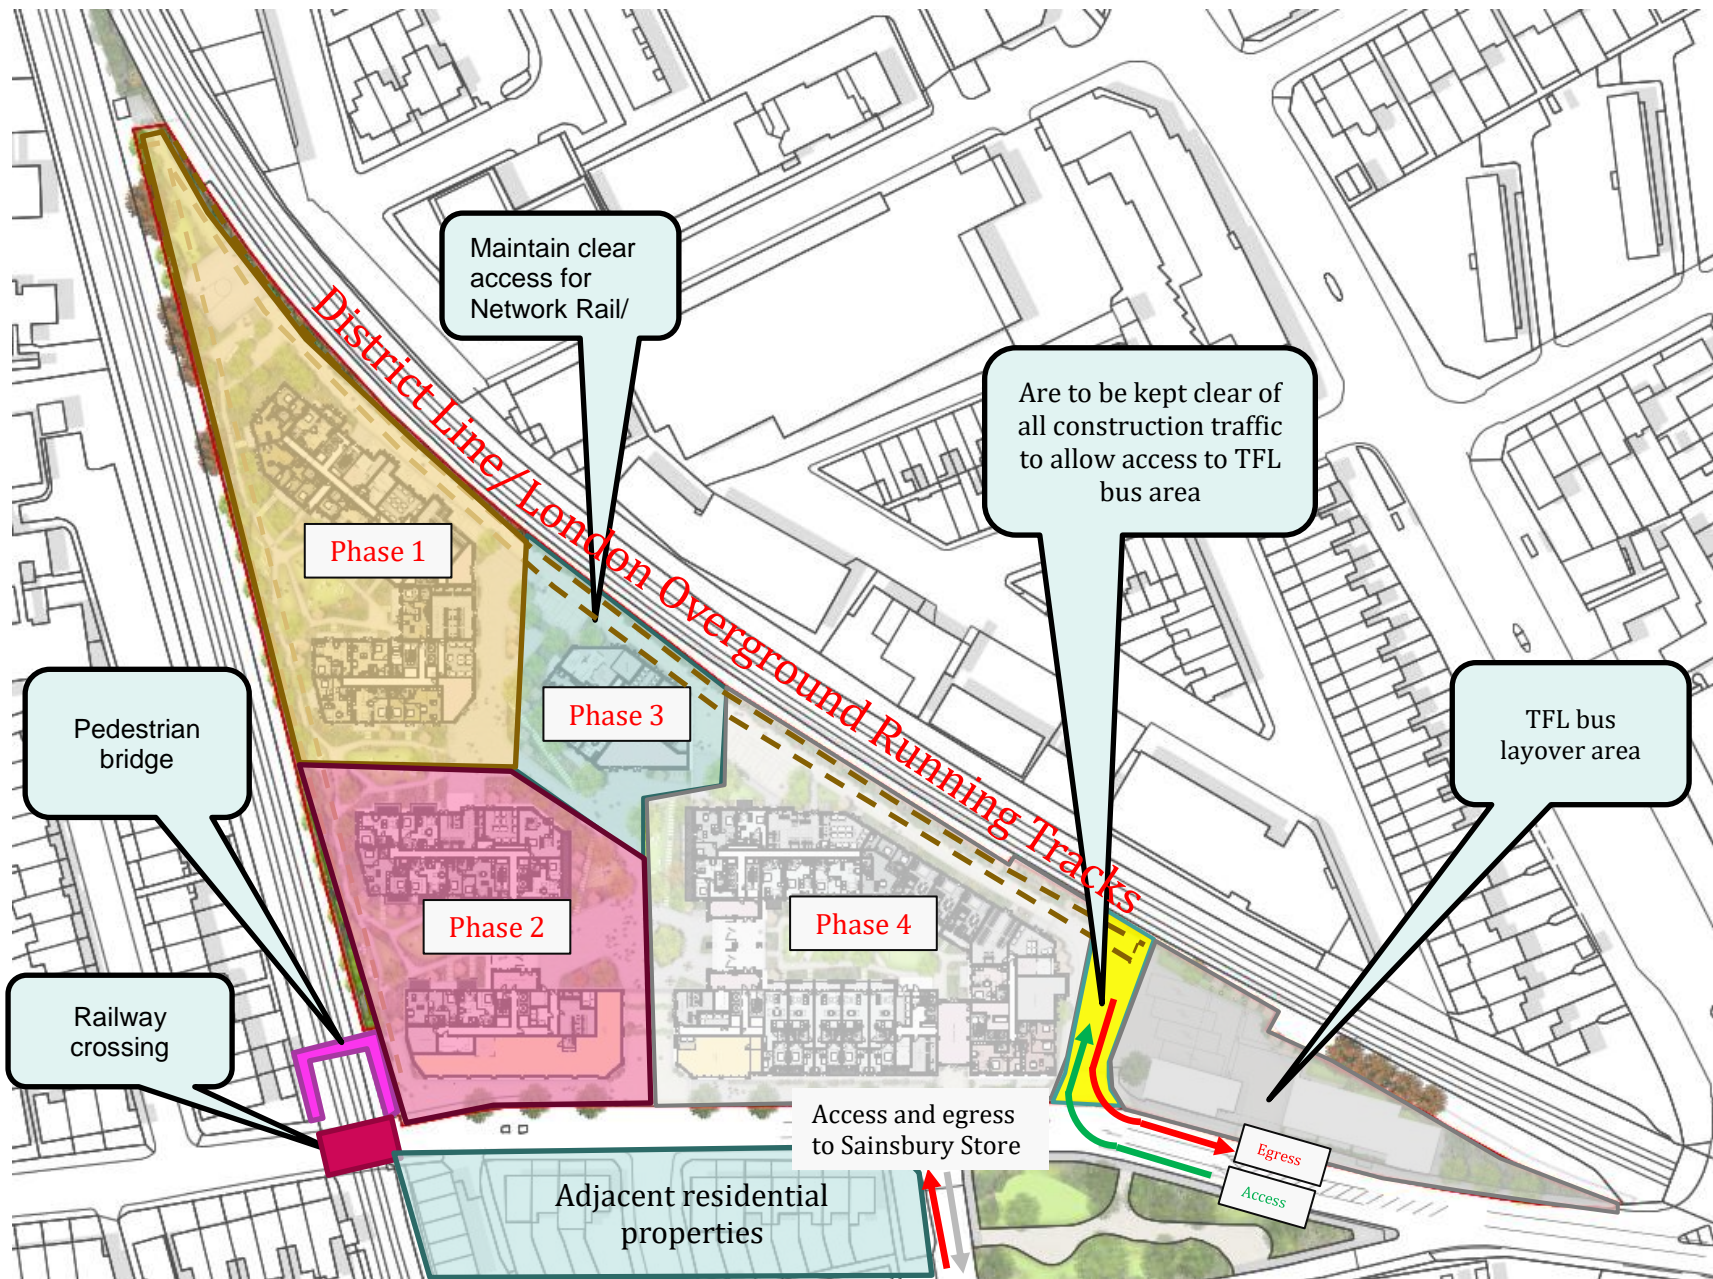 Maintain clear
access for
Network Rail/
District Line/London Overground Running Tracks
Are to be kept clear of
all construction traffic
to allow access to TFL
bus area
Phase 1
Phase 3
Pedestrian
bridge
TFL bus
layover area
Phase 2
Phase 4
Railway
crossing
Access and egress
to Sainsbury Store
Egress
Access
Adjacent residential
properties